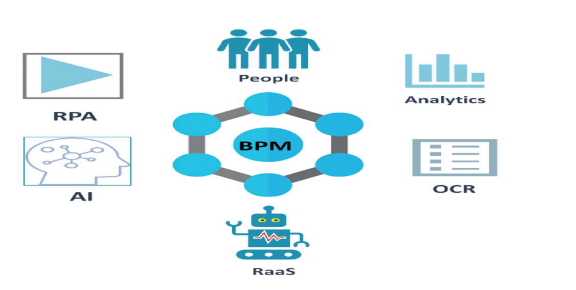 People
Analytics
RPA
BPM
AI
OCR
RaaS